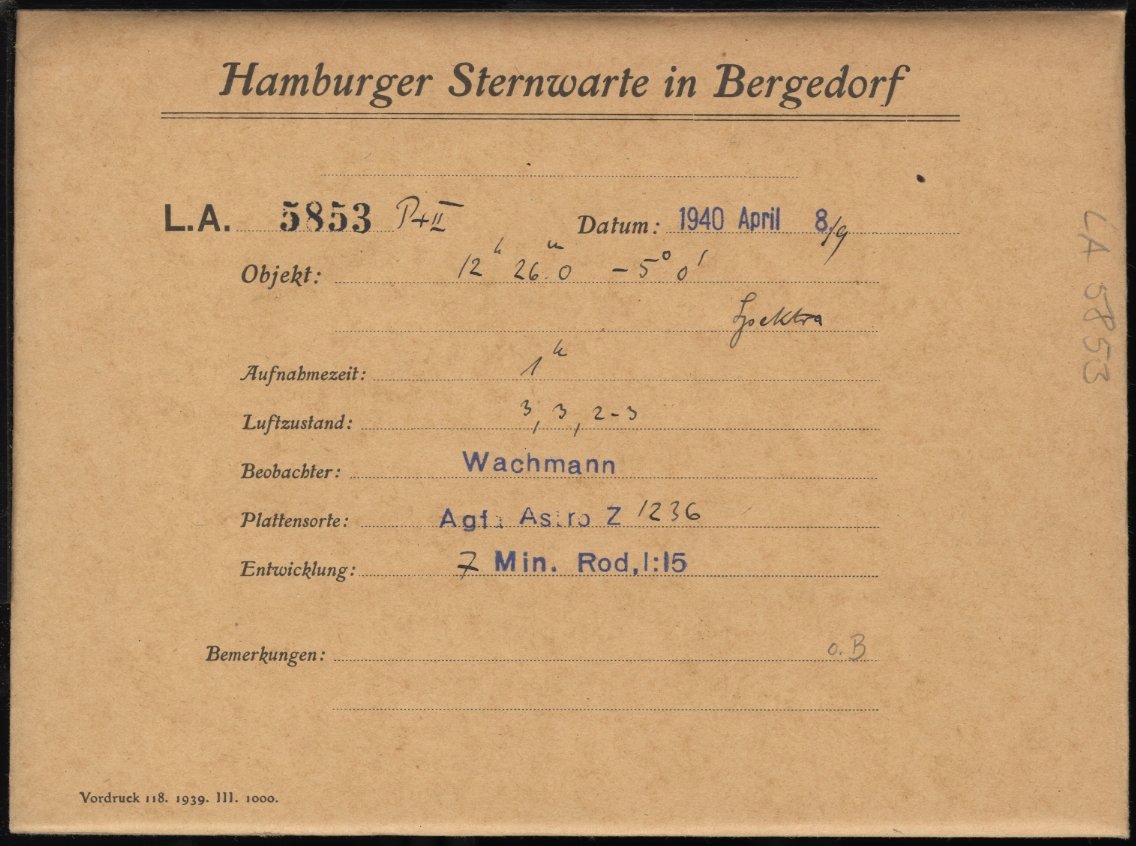 Hamburger Sternwarte in Bergedorf
L.A. 5853 P+II Datum: 1940 April 8/9
Objekt: 12h 26m.0 -5° 0'
Spektra
Aufnahmezeit: 1h
Luftzustand: 3, 3, 2-3
Beobachter: Wachmann
Plattensorte: Agfa Astro Z 1236
Entwicklung: 7 Min. Rod, 1:15
Bemerkungen: o.B
Vordruck 118. 1939. III. 1000.
LA 5853